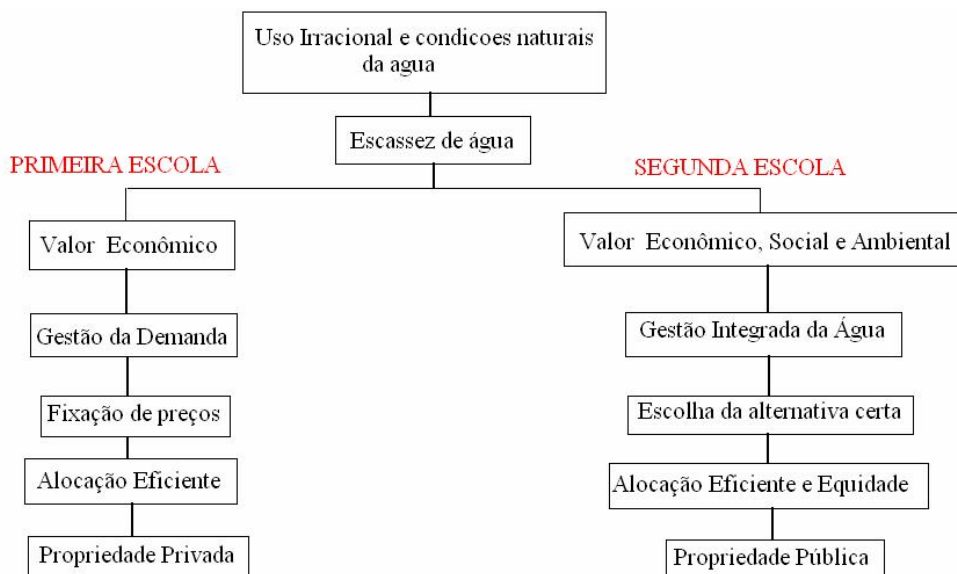 Uso Irracional e condicoes naturais
da agua
Escassez de água
PRIMEIRA ESCOLA
SEGUNDA ESCOLA
Valor Econômico
Gestão da Demanda
Fixação de preços
Alocação Eficiente
Propriedade Privada
Valor Econômico, Social e Ambiental
Gestão Integrada da Água
Escolha da alternativa certa
Alocação Eficiente e Equidade
Propriedade Pública